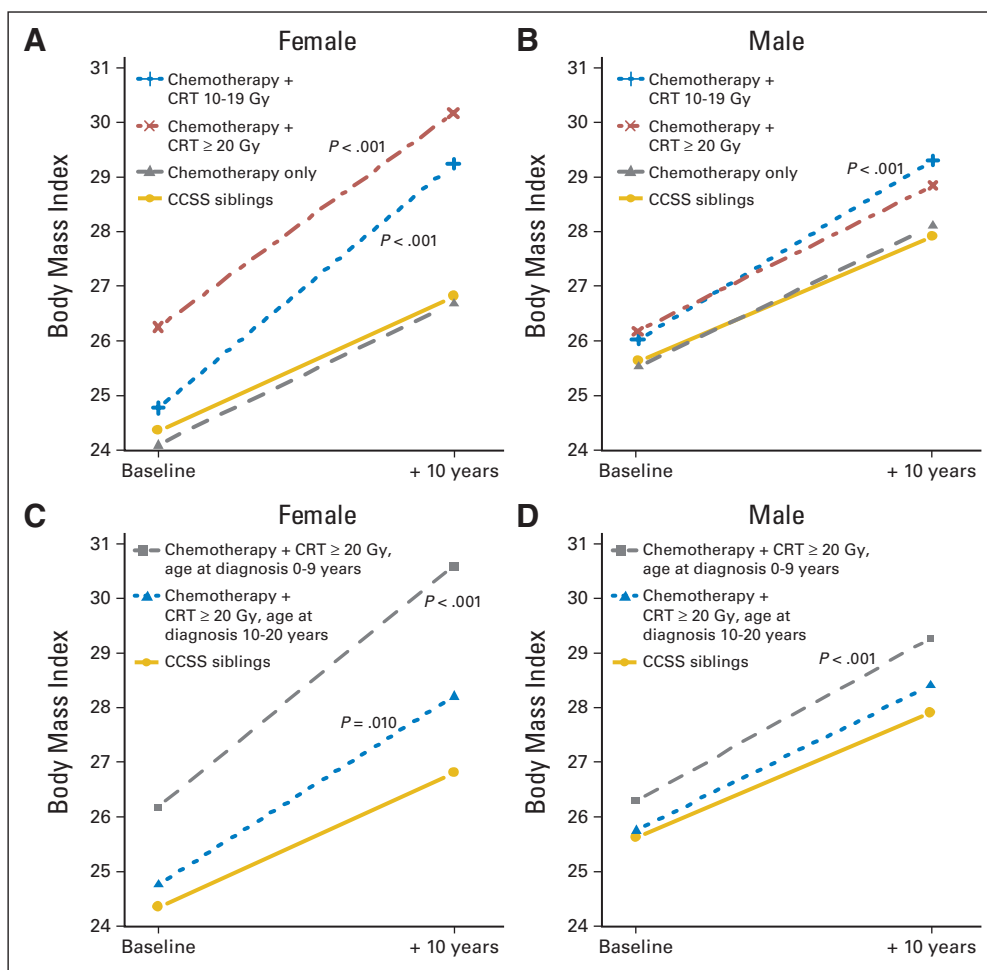 A
Female
Body Mass Index
31
30
29
28
27
26
25
24
Chemotherapy +
CRT 10-19 Gy
Chemotherapy +
CRT ≥ 20 Gy
Chemotherapy only
CCSS siblings
P < .001
P < .001
Baseline
+ 10 years
B
Male
Body Mass Index
31
30
29
28
27
26
25
24
Chemotherapy +
CRT 10-19 Gy
Chemotherapy +
CRT ≥ 20 Gy
Chemotherapy only
CCSS siblings
P < .001
Baseline
+ 10 years
C
Female
Body Mass Index
31
30
29
28
27
26
25
24
Chemotherapy + CRT ≥ 20 Gy,
age at diagnosis 0-9 years
Chemotherapy +
CRT ≥ 20 Gy, age at
diagnosis 10-20 years
CCSS siblings
P < .001
P = .010
Baseline
+ 10 years
D
Male
Body Mass Index
31
30
29
28
27
26
25
24
Chemotherapy + CRT ≥ 20 Gy,
age at diagnosis 0-9 years
Chemotherapy +
CRT ≥ 20 Gy, age at
diagnosis 10-20 years
CCSS siblings
P < .001
Baseline
+ 10 years